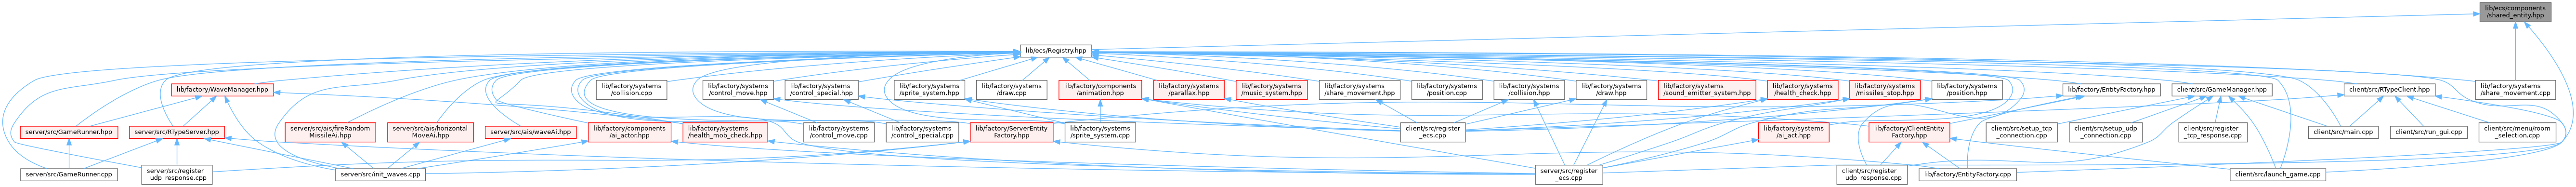 lib/ecs/components
/shared_entity.hpp
lib/ecs/Registry.hpp
lib/factory/WaveManager.hpp
lib/factory/systems
/collision.cpp
lib/factory/systems
/control_move.hpp
lib/factory/systems
/control_special.hpp
lib/factory/systems
/sprite_system.hpp
lib/factory/systems
/draw.cpp
lib/factory/components
/animation.hpp
lib/factory/systems
/parallax.hpp
lib/factory/systems
/music_system.hpp
lib/factory/systems
/share_movement.hpp
lib/factory/systems
/position.cpp
lib/factory/systems
/collision.hpp
lib/factory/systems
/draw.hpp
lib/factory/systems
/sound_emitter_system.hpp
lib/factory/systems
/health_check.hpp
lib/factory/systems
/missiles_stop.hpp
lib/factory/systems
/position.hpp
lib/factory/EntityFactory.hpp
client/src/GameManager.hpp
client/src/RTypeClient.hpp
lib/factory/systems
/share_movement.cpp
server/src/GameRunner.hpp
server/src/RTypeServer.hpp
server/src/ais/fireRandom
MissileAi.hpp
server/src/ais/horizontal
MoveAi.hpp
server/src/ais/waveAi.hpp
lib/factory/components
/ai_actor.hpp
lib/factory/systems
/health_mob_check.hpp
lib/factory/systems
/control_move.cpp
lib/factory/systems
/control_special.cpp
lib/factory/ServerEntity
Factory.hpp
lib/factory/systems
/sprite_system.cpp
client/src/register
_ecs.cpp
lib/factory/systems
/ai_act.hpp
lib/factory/ClientEntity
Factory.hpp
client/src/setup_tcp
_connection.cpp
client/src/setup_udp
_connection.cpp
client/src/register
_tcp_response.cpp
client/src/main.cpp
client/src/run_gui.cpp
client/src/menu/room
_selection.cpp
server/src/GameRunner.cpp
server/src/register
_udp_response.cpp
server/src/init_waves.cpp
server/src/register
_ecs.cpp
client/src/register
_udp_response.cpp
lib/factory/EntityFactory.cpp
client/src/launch_game.cpp